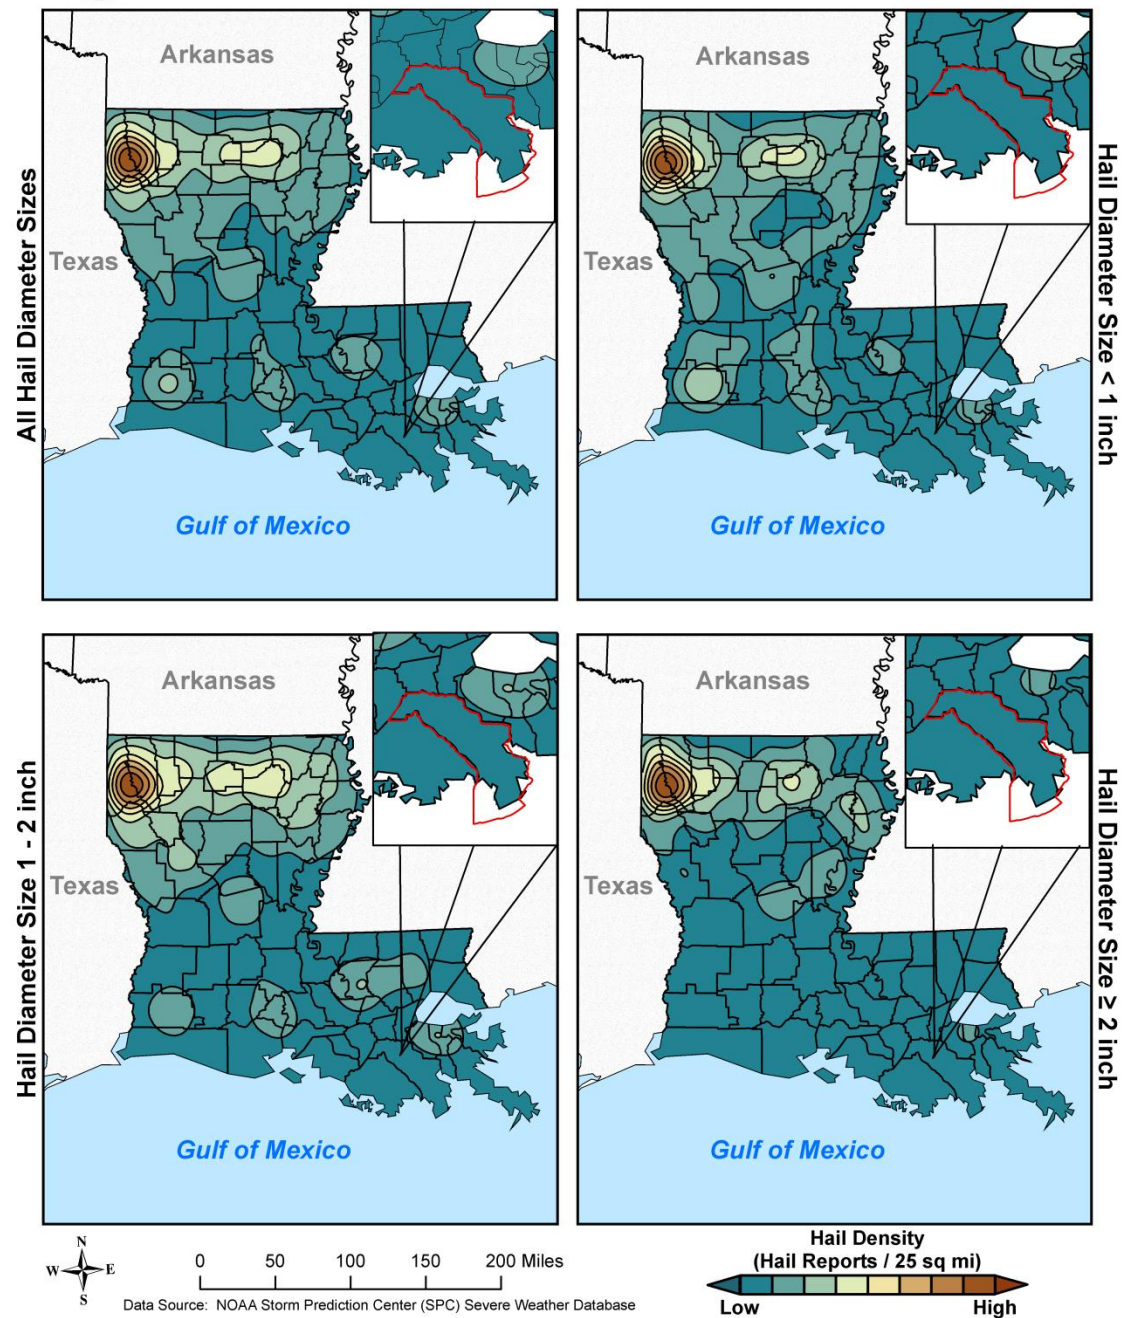 Arkansas
Texas
Gulf of Mexico
All Hail Diameter Sizes
Arkansas
Texas
Gulf of Mexico
Hail Diameter Size < 1 inch
Arkansas
Texas
Gulf of Mexico
Hail Diameter Size 1 - 2 inch
Arkansas
Texas
Gulf of Mexico
Hail Diameter Size ≥ 2 inch
N
W E
S
0 50 100 150 200 Miles
Data Source: NOAA Storm Prediction Center (SPC) Severe Weather Database
Hail Density
(Hail Reports / 25 sq mi)
Low High